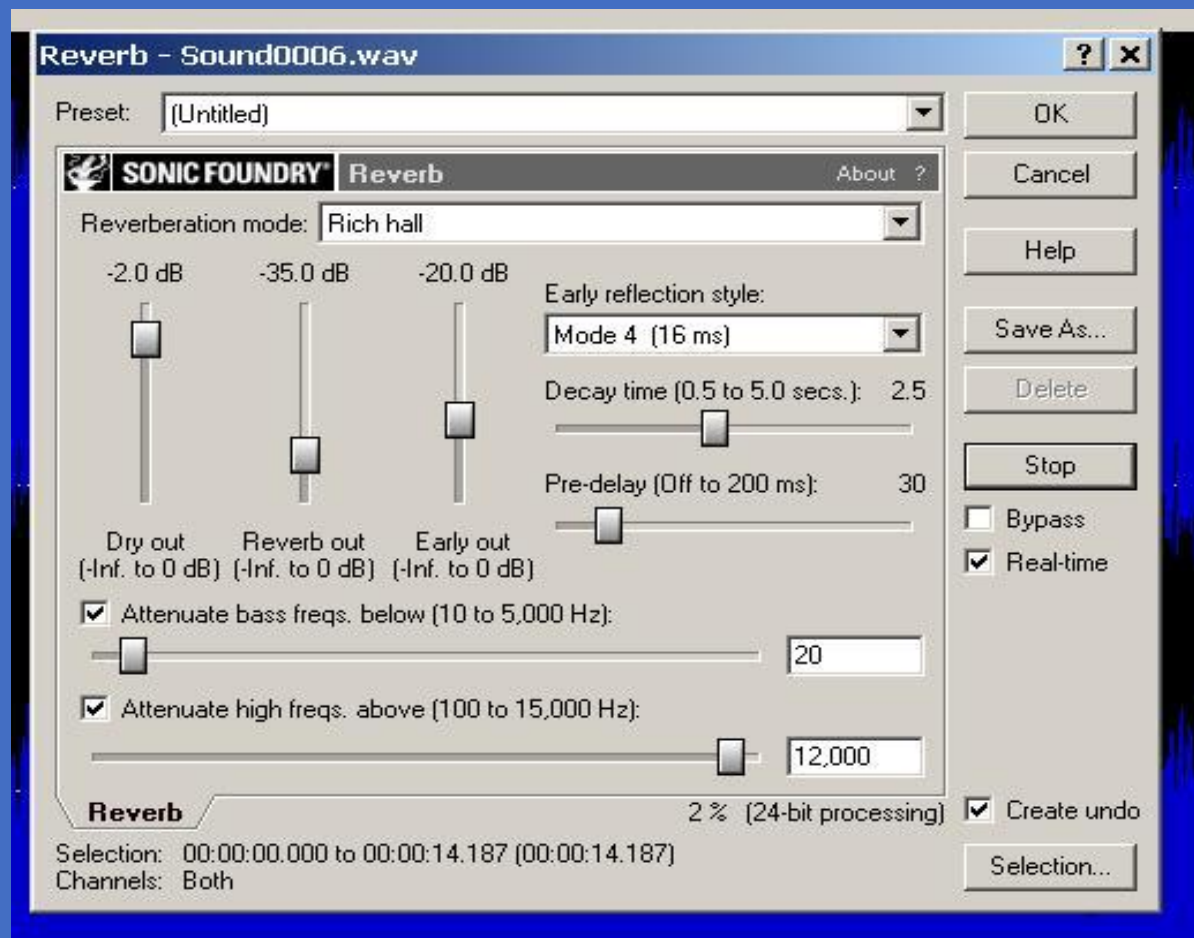 Reverb - Sound0006.wav
? ×
Preset: (Untitled)
OK
SONIC FOUNDRY® Reverb About ?
Cancel
Reverberation mode: Rich hall
Help
-2.0 dB -35.0 dB -20.0 dB
Early reflection style:
Mode 4 (16 ms)
Save As...
Decay time (0.5 to 5.0 secs.): 2.5
Delete
Pre-delay (Off to 200 ms): 30
Stop
Bypass
Dry out Reverb out Early out
(-Inf. to 0 dB) (-Inf. to 0 dB) (-Inf. to 0 dB)
Real-time
Attenuate bass freqs. below (10 to 5,000 Hz):
20
Attenuate high freqs. above (100 to 15,000 Hz):
12,000
Reverb
2 % (24-bit processing)
Create undo
Selection: 00:00:00.000 to 00:00:14.187 (00:00:14.187)
Channels: Both
Selection...